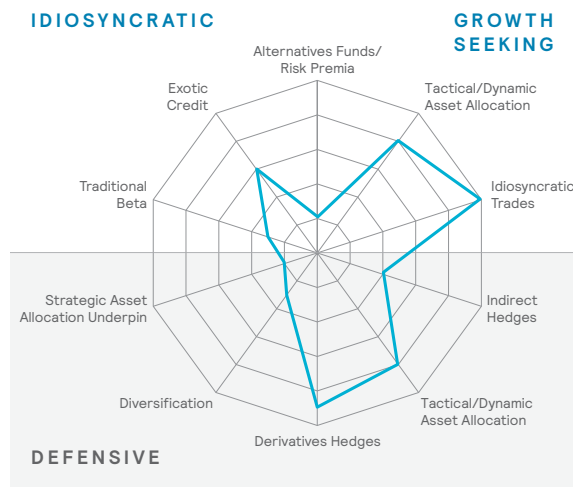 IDIOSYNCRATIC
GROWTH
SEEKING
Alternatives Funds/
Risk Premia
Exotic
Credit
Tactical/Dynamic
Asset Allocation
Traditional
Beta
Idiosyncratic
Trades
Strategic Asset
Allocation Underpin
Indirect
Hedges
Diversification
Tactical/Dynamic
Asset Allocation
Derivatives Hedges
DEFENSIVE